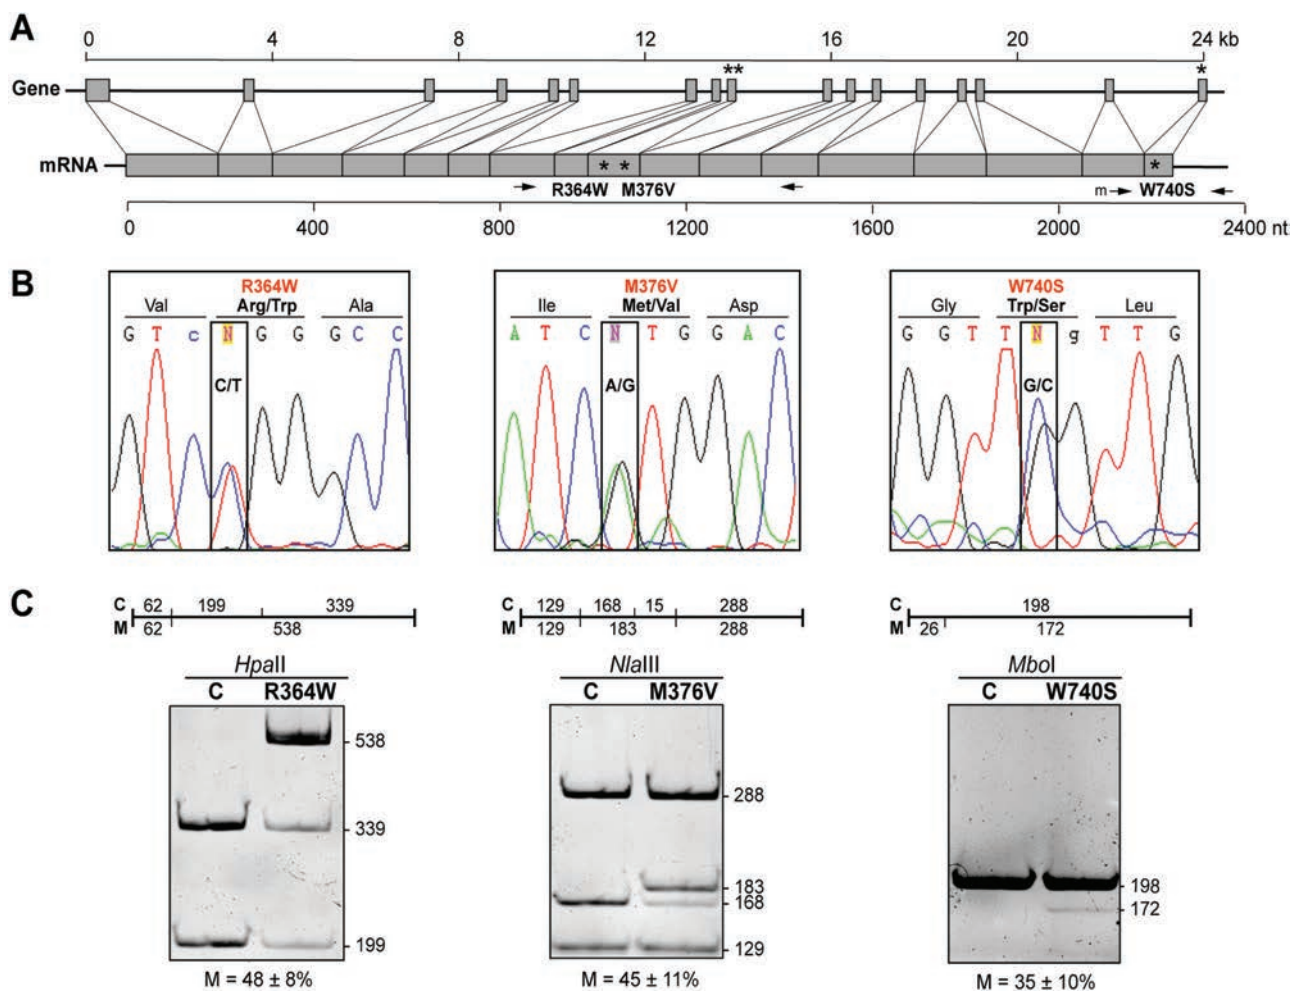 A
0 4 8 12 16 20 24 kb
** *
Gene
mRNA * * *
R364W M376V m W740S
0 400 800 1200 1600 2000 2400 nt
B
R364W
Val Arg/Trp Ala
G T c N G G G C C
C/T
M376V
Ile Met/Val Asp
A T C N T G G A C
A/G
W740S
Gly Trp/Ser Leu
G G T T N g T T G
G/C
C
C 62 199 339
M 62 538
HpaII
C R364W
538
339
199
M = 48 ± 8%
C 129 168 15 288
M 129 183 288
NlaIII
C M376V
288
183
168
129
M = 45 ± 11%
C 198
M 26 172
MboI
C W740S
198
172
M = 35 ± 10%